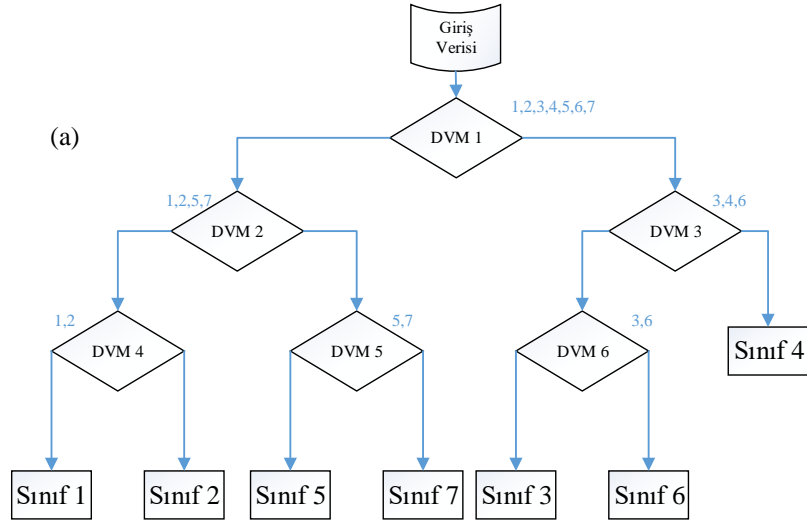 Giriş
Verisi
1,2,3,4,5,6,7
(a)
DVM 1
1,2,5,7
3,4,6
DVM 2
DVM 3
1,2
5,7
3,6
DVM 4
DVM 5
DVM 6
Sınıf 4
Sınıf 1
Sınıf 2
Sınıf 5
Sınıf 7
Sınıf 3
Sınıf 6